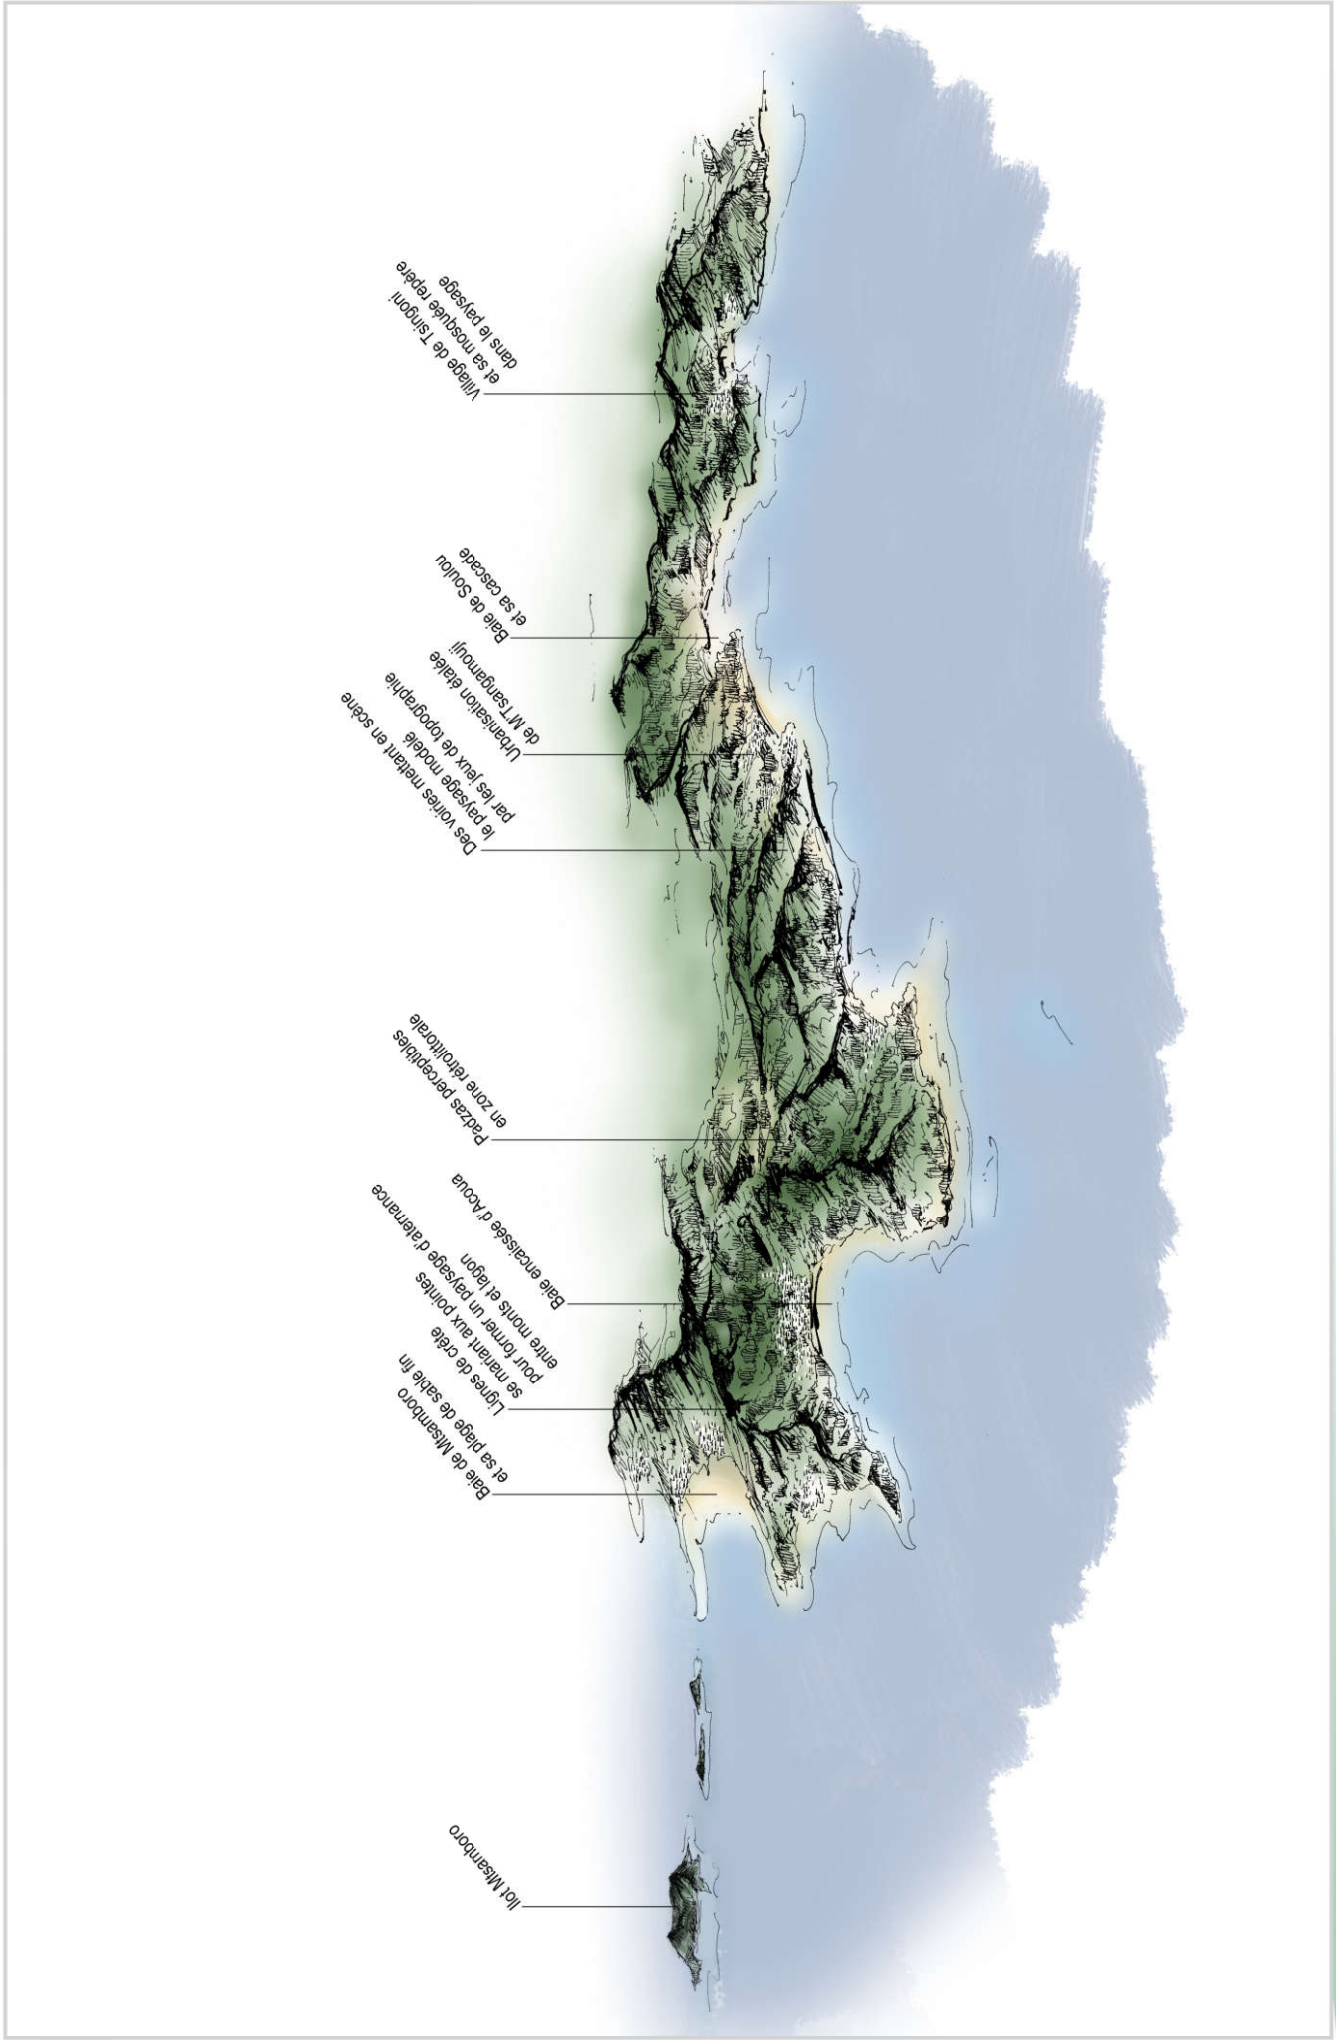 Ilot Mtsamboro
Baie de Mtsamboro
et sa plage de sable fin
Lignes de crête
se mariant aux pointes
pour former un paysage d'aternance
entre monts et lagon
Baie encaissée d'Acoua
Padzas perceptibles
en zone rétrolittorale
Des voiries mettant en scène
le paysage modelé
par les jeux de topographie
Urbanisation étalée
de M'Tsangamouji
Baie de Soulou
et sa cascade
Village de Tsingoni
et sa mosquée repère
dans le paysage